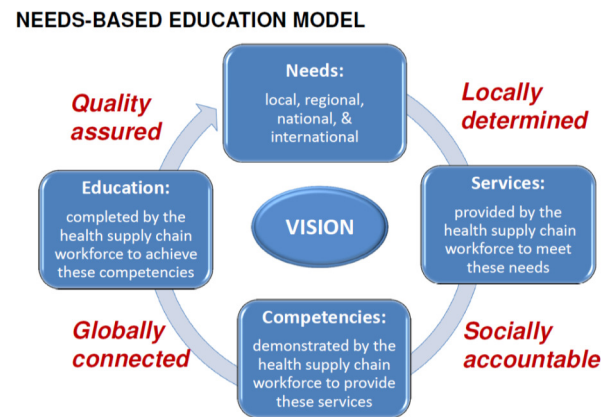 NEEDS-BASED EDUCATION MODEL
Needs:
local, regional,
national, &
international
Quality
assured
Locally
determined
Education:
completed by the
health supply chain
workforce to achieve
these competencies
VISION
Services:
provided by the
health supply chain
workforce to meet
these needs
Competencies:
demonstrated by the
health supply chain
workforce to provide
these services
Globally
connected
Socially
accountable